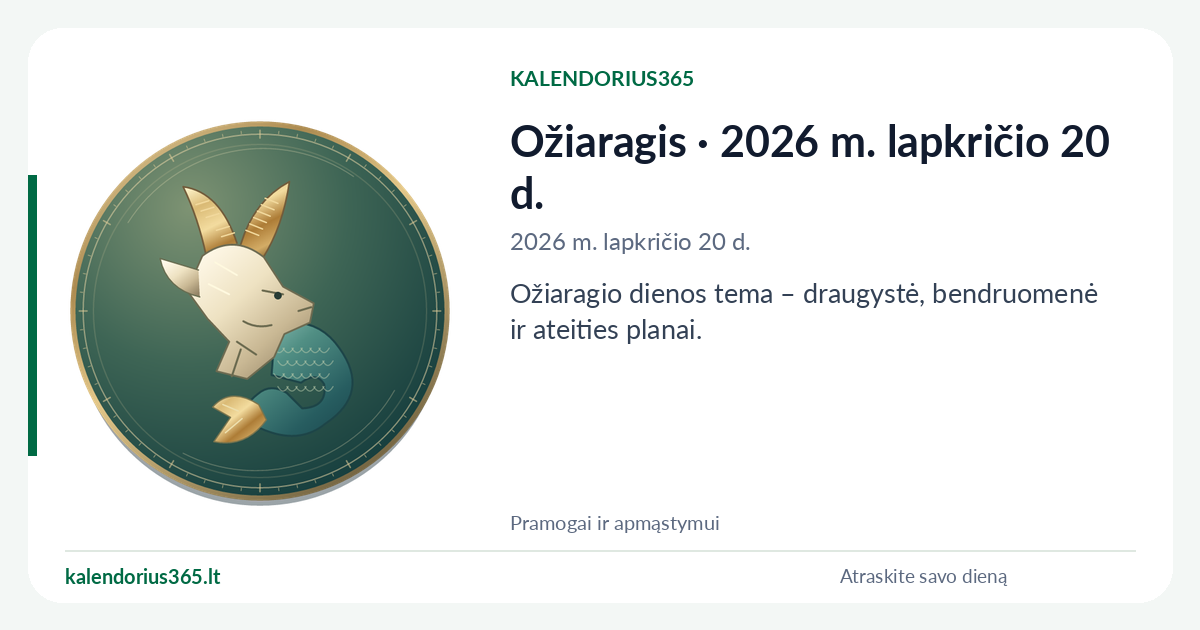 KALENDORIUS365
Ožiaragis · 2026 m. lapkričio 20
d.
2026 m. lapkričio 20 d.
Ožiaragio dienos tema – draugystė, bendruomenė
ir ateities planai.
Pramogai ir apmąstymui
kalendorius365.lt
Atraskite savo dieną